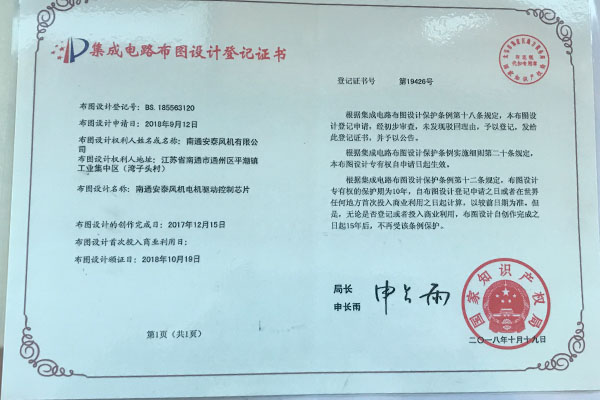 集成电路布图设计登记证书
登记证书号 第19426号
布图设计登记号: BS. 185563120
布图设计申请日: 2018年9月12日
布图设计权利人姓名或名称: 南通安泰风机有限公
司
布图设计权利人地址: 江苏省南通市通州区平潮镇
工业集中区(湾子头村)
布图设计名称: 南通安泰风机电机驱动控制芯片
布图设计的创作完成日: 2017年12月15日
布图设计首次投入商业利用日:
布图设计颁证日: 2018年10月19日
根据集成电路布图设计保护条例第十八条规定,本布图设
计登记申请,经初步审查,未发现驳回理由,予以登记,发给
此登记证书,并予以公告。
根据集成电路布图设计保护条例实施细则第二十条规定,
本布图设计专有权自申请日起生效。
根据集成电路布图设计保护条例第十二条规定,布图设计
专有权的保护期为10年,自布图设计登记申请之日或者在世界
任何地方首次投入商业利用之日起计算,以较前日期为准。但
是,无论是否登记或者投入商业利用,布图设计自创作完成之
日起15年后,不再受该条例保护。
局长
申长雨
申长雨
国家知识产权局
二〇一八年十月十九日
第1页(共1页)